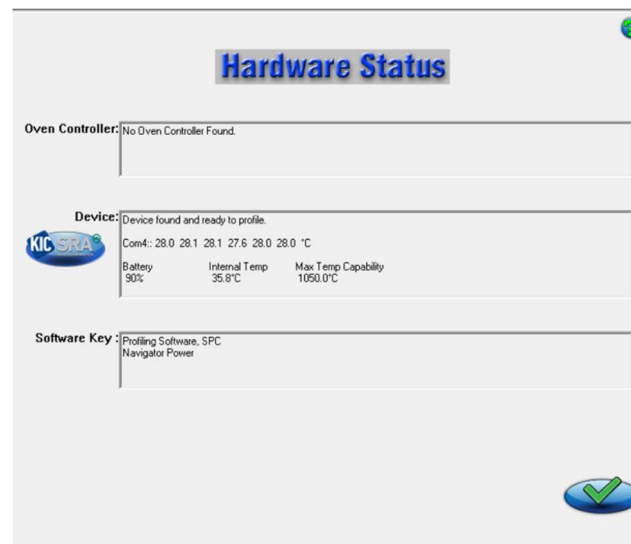 Hardware Status
Oven Controller: No Oven Controller Found.
Device: Device found and ready to profile.
KIC SRA
Com4:: 28.0 28.1 28.1 27.6 28.0 28.0 °C
Battery Internal Temp Max Temp Capability
90% 35.8°C 1050.0°C
Software Key : Profiling Software, SPC
Navigator Power